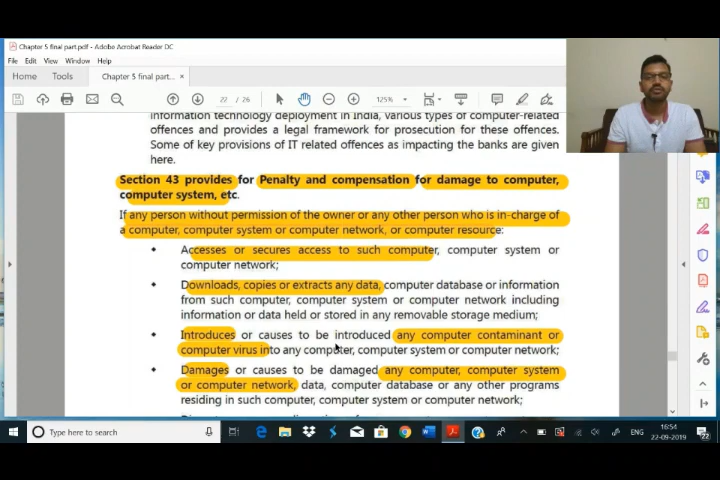 Chapter 5 final part.pdf - Adobe Acrobat Reader DC
File Edit View Window Help
Home Tools Chapter 5 final part... ×
22 / 26 125%
information technology deployment in India, various types of computer-related
offences and provides a legal framework for prosecution for these offences.
Some of key provisions of IT related offences as impacting the banks are given
here.
Section 43 provides for Penalty and compensation for damage to computer,
computer system, etc.
If any person without permission of the owner or any other person who is in-charge of
a computer, computer system or computer network, or computer resource:
Accesses or secures access to such computer, computer system or
computer network;
Downloads, copies or extracts any data, computer database or information
from such computer, computer system or computer network including
information or data held or stored in any removable storage medium;
Introduces or causes to be introduced any computer contaminant or
computer virus into any computer, computer system or computer network;
Damages or causes to be damaged any computer, computer system
or computer network, data, computer database or any other programs
residing in such computer, computer system or computer network;
Type here to search
ENG
16:54
22-09-2019
22